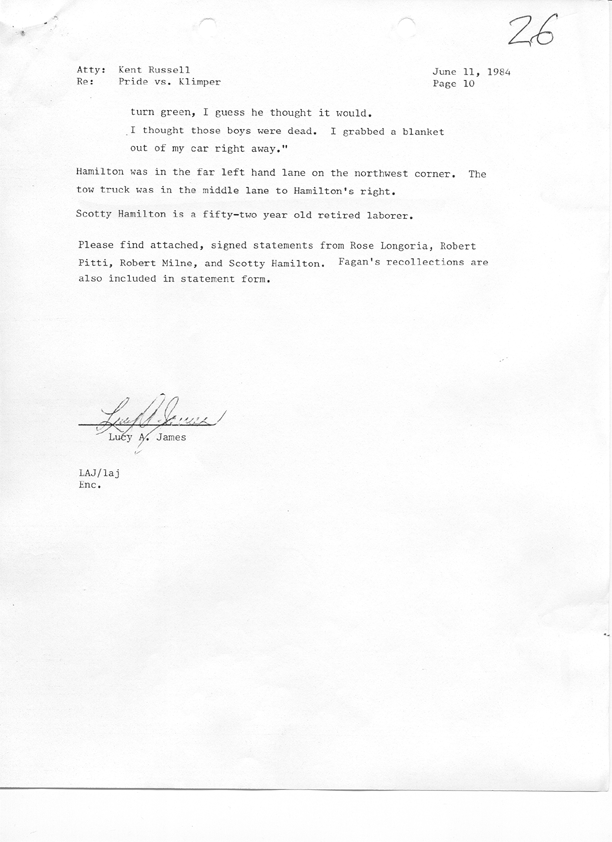 26
Atty: Kent Russell June 11, 1984
Re: Pride vs. Klimper Page 10
turn green, I guess he thought it would.
I thought those boys were dead. I grabbed a blanket
out of my car right away."
Hamilton was in the far left hand lane on the northwest corner. The
tow truck was in the middle lane to Hamilton's right.
Scotty Hamilton is a fifty-two year old retired laborer.
Please find attached, signed statements from Rose Longoria, Robert
Pitti, Robert Milne, and Scotty Hamilton. Fagan's recollections are
also included in statement form.
Lucy A. James
Lucy A. James
LAJ/laj
Enc.